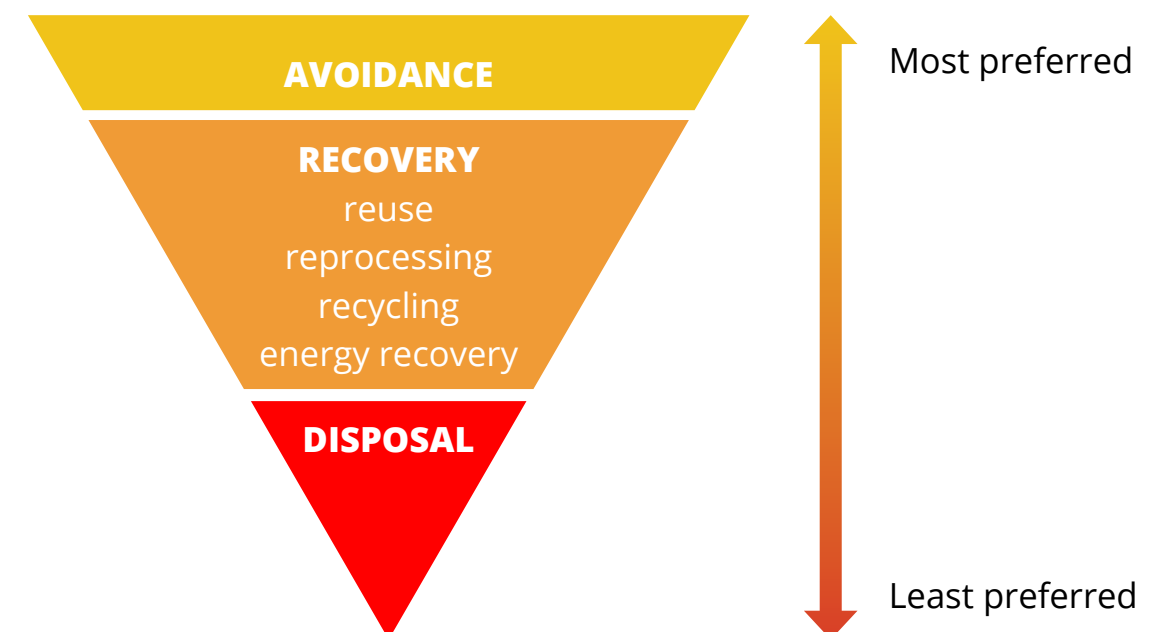 AVOIDANCE
Most preferred
RECOVERY
reuse
reprocessing
recycling
energy recovery
DISPOSAL
Least preferred